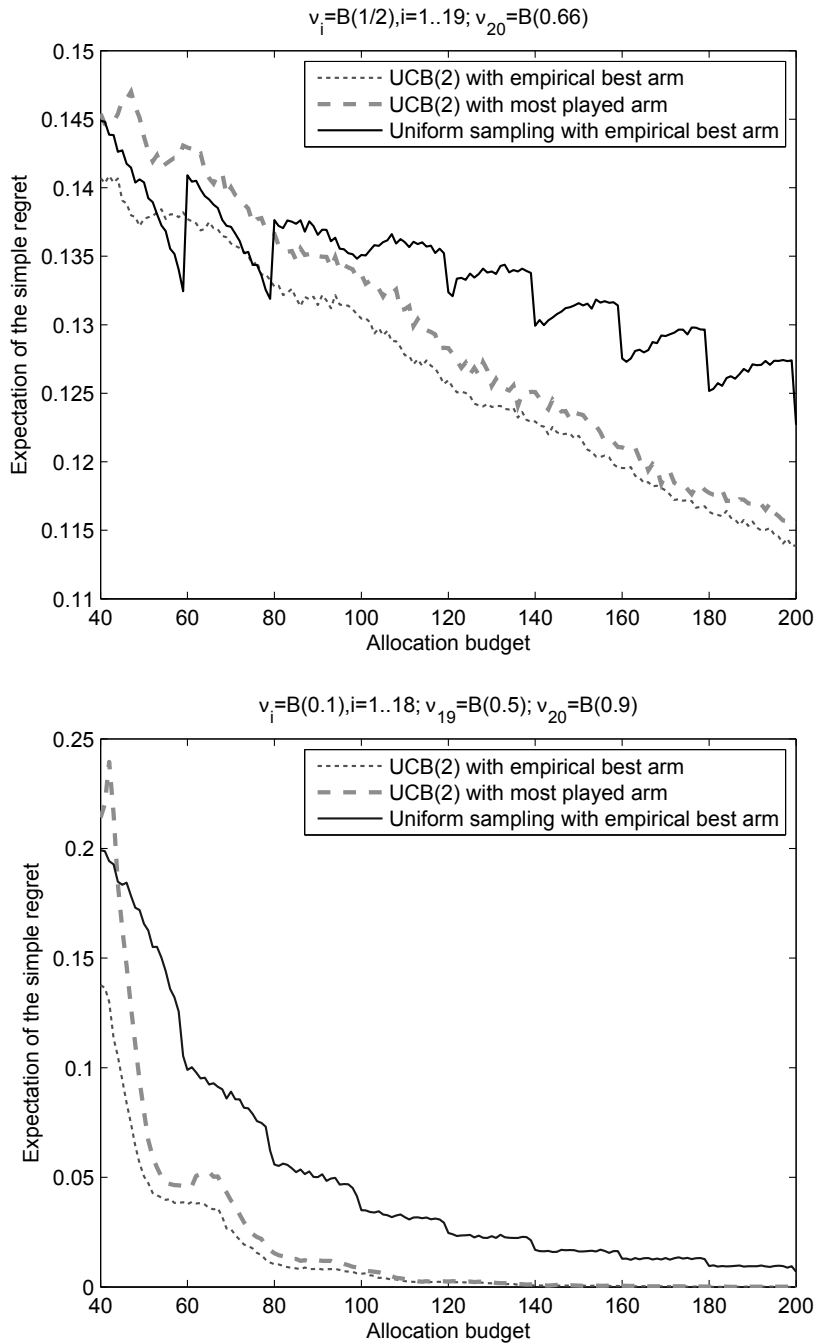 ν_i=B(1/2),i=1..19; ν_20=B(0.66)
0.15
0.145
0.14
0.135
0.13
0.125
0.12
0.115
0.11
Expectation of the simple regret
UCB(2) with empirical best arm
UCB(2) with most played arm
Uniform sampling with empirical best arm
40 60 80 100 120 140 160 180 200
Allocation budget
ν_i=B(0.1),i=1..18; ν_19=B(0.5); ν_20=B(0.9)
0.25
0.2
0.15
0.1
0.05
0
Expectation of the simple regret
UCB(2) with empirical best arm
UCB(2) with most played arm
Uniform sampling with empirical best arm
40 60 80 100 120 140 160 180 200
Allocation budget